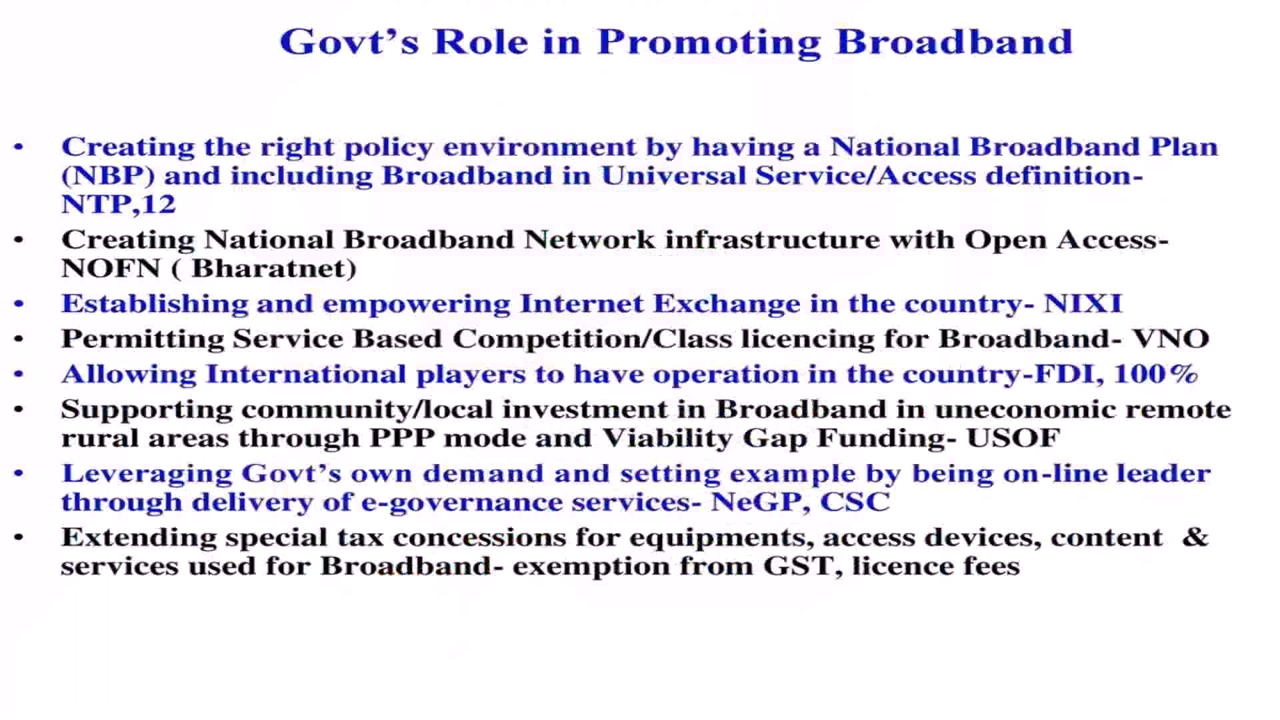 Govt's Role in Promoting Broadband
• Creating the right policy environment by having a National Broadband Plan
(NBP) and including Broadband in Universal Service/Access definition-
NTP,12
• Creating National Broadband Network infrastructure with Open Access-
NOFN ( Bharatnet)
• Establishing and empowering Internet Exchange in the country- NIXI
• Permitting Service Based Competition/Class licencing for Broadband- VNO
• Allowing International players to have operation in the country-FDI, 100%
• Supporting community/local investment in Broadband in uneconomic remote
rural areas through PPP mode and Viability Gap Funding- USOF
• Leveraging Govt's own demand and setting example by being on-line leader
through delivery of e-governance services- NeGP, CSC
• Extending special tax concessions for equipments, access devices, content &
services used for Broadband- exemption from GST, licence fees